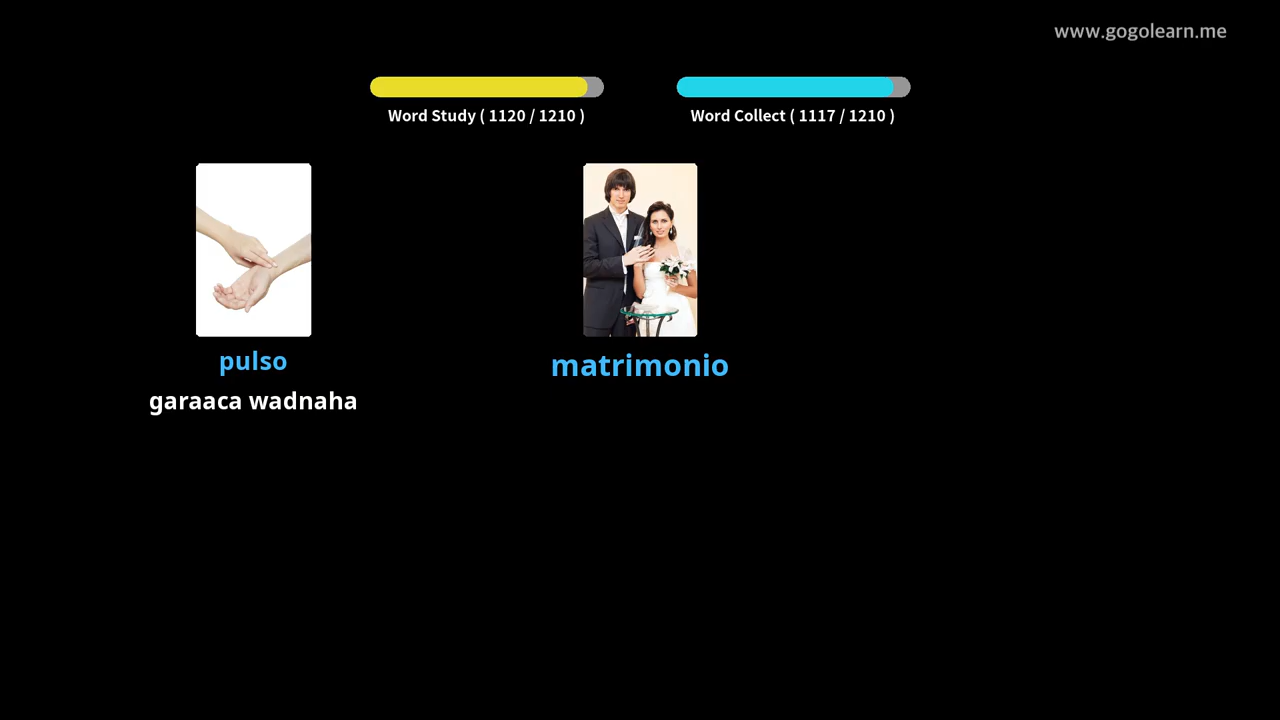 www.gogolearn.me
Word Study ( 1120 / 1210 )
Word Collect ( 1117 / 1210 )
pulso
matrimonio
garaaca wadnaha